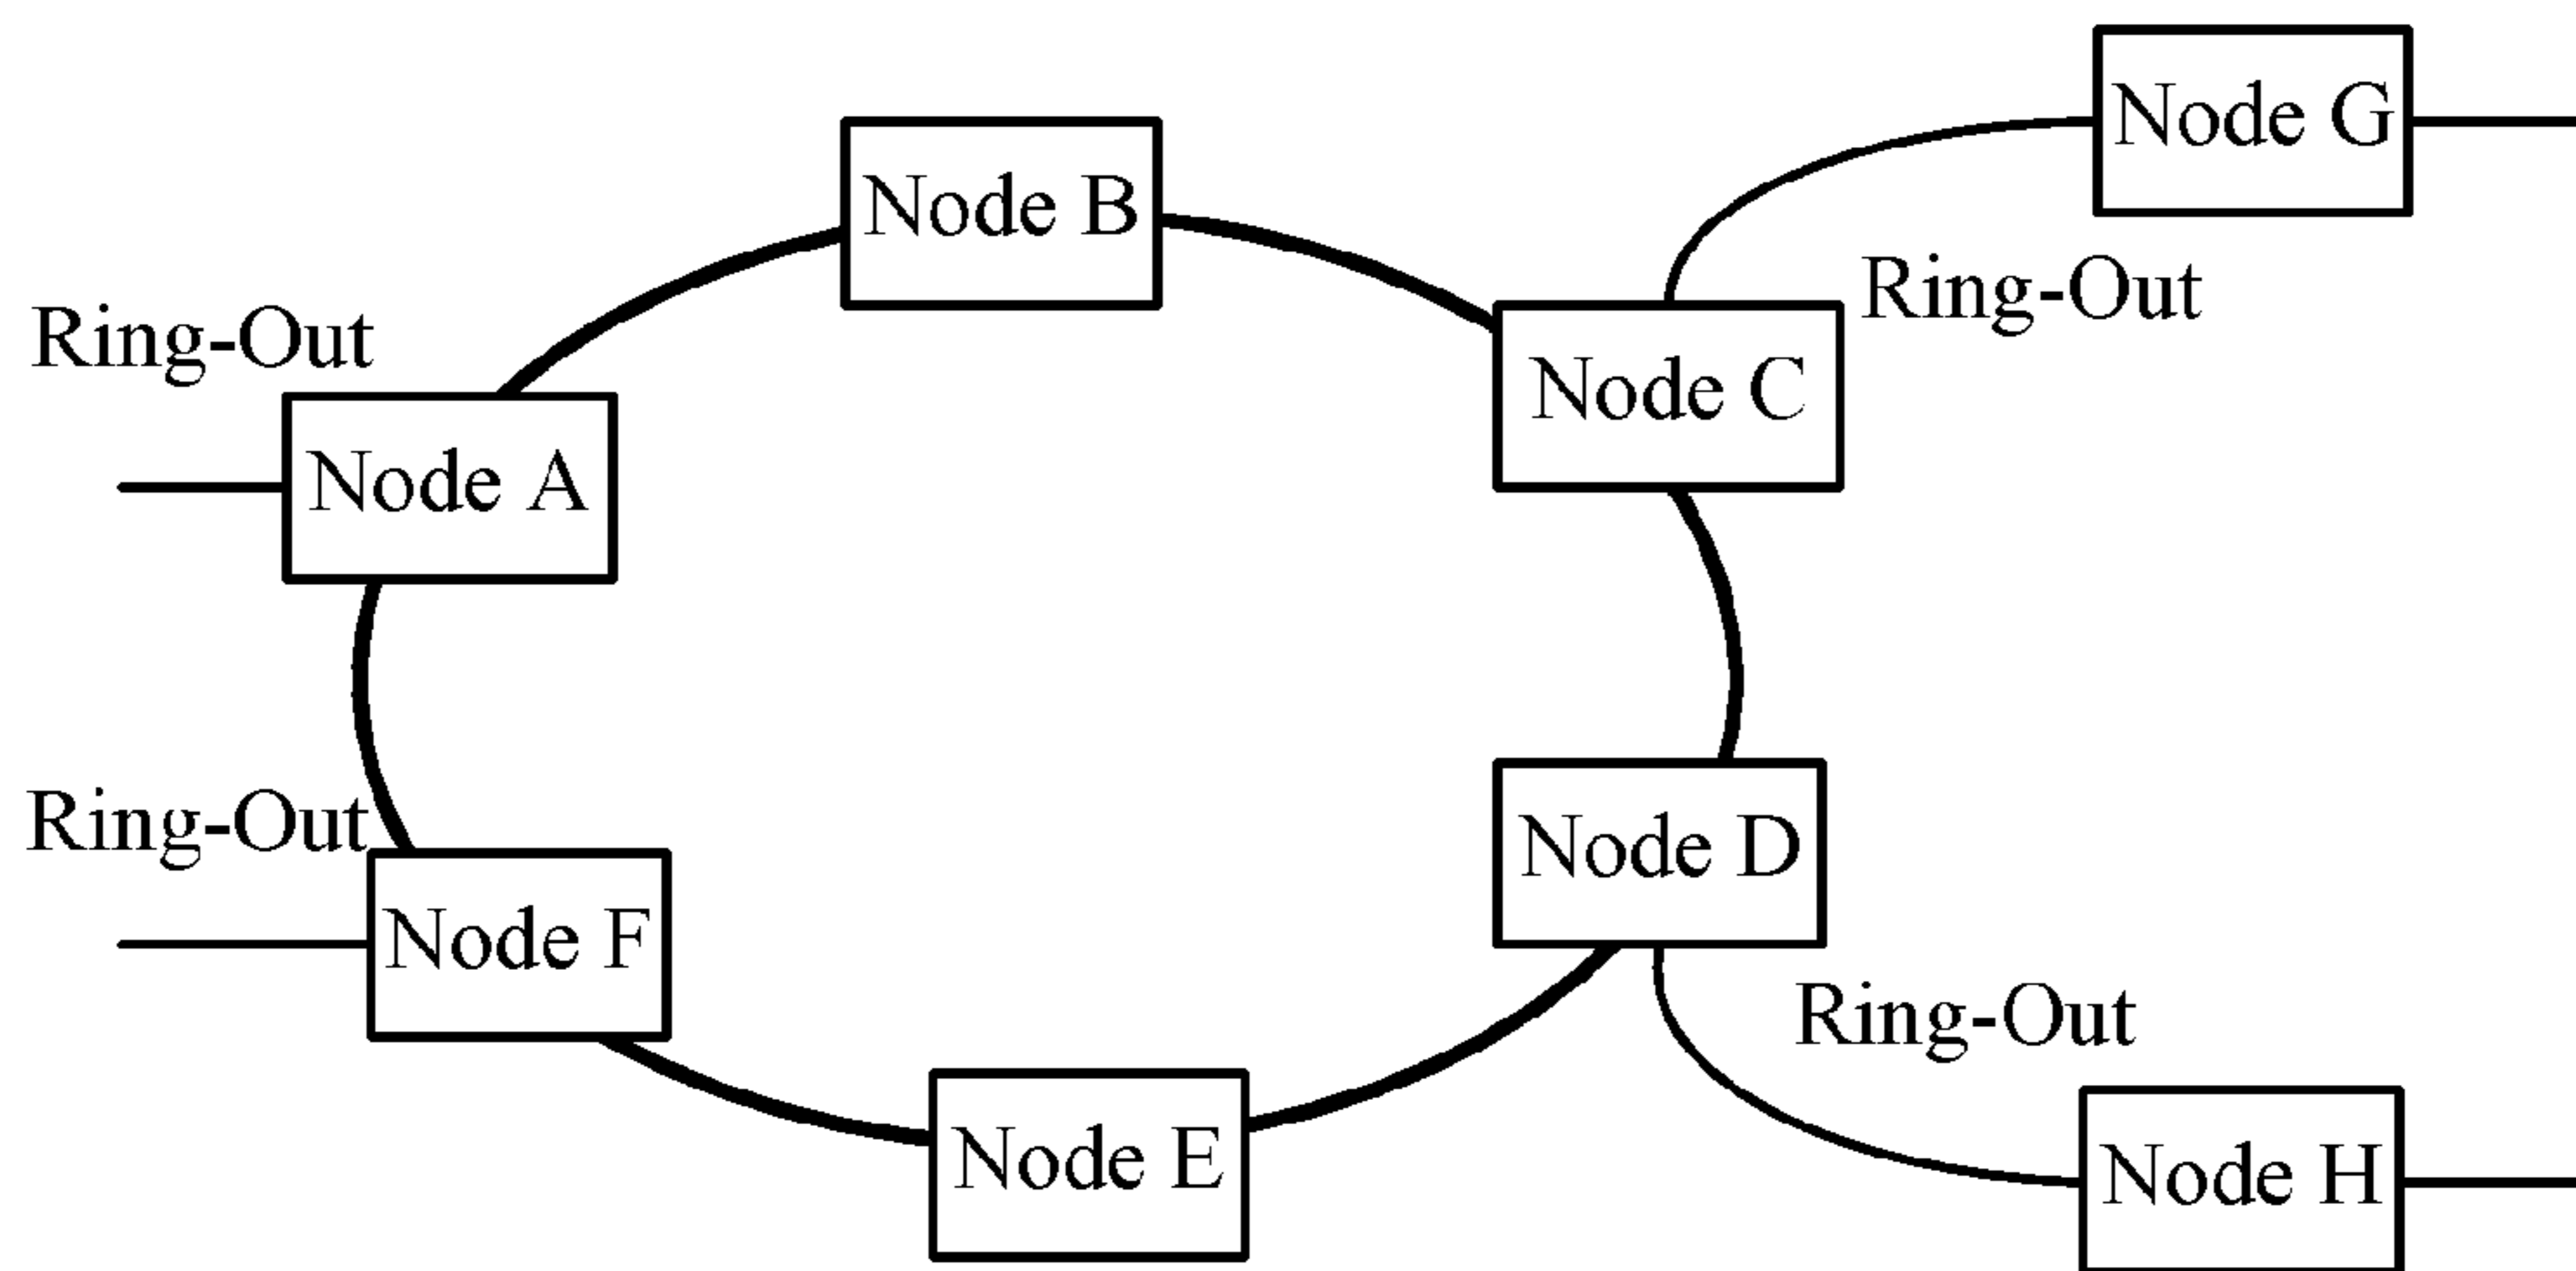 Node G
Node B
Ring-Out
Ring-Out
Node C
Node A
Ring-Out
Node D
Node F
Ring-Out
Node E
Node H